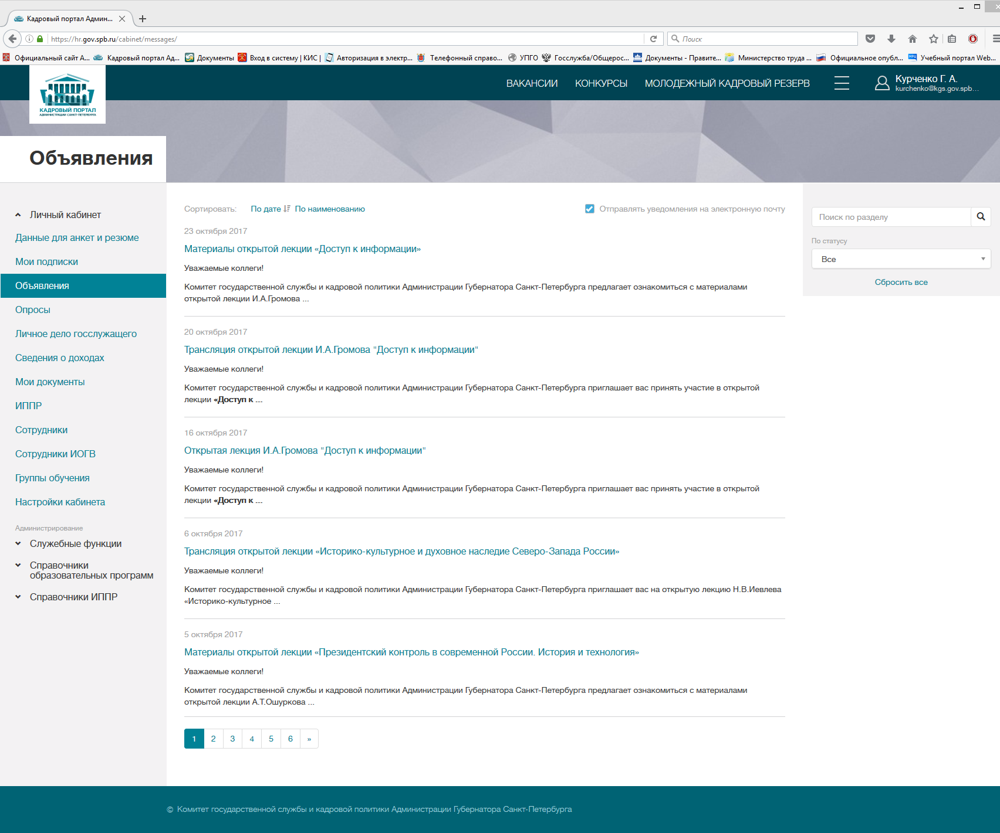 Кадровый портал Админ...
https://hr.gov.spb.ru/cabinet/messages/
Поиск
Официальный сайт А...
Кадровый портал Ад...
Документы
Вход в систему | КИС |
Авторизация в электр...
Телефонный справо...
УПГО
Госслужба/Общерос...
Документы - Правите...
Министерство труда ...
Официальное опубл...
Учебный портал Web...
КАДРОВЫЙ ПОРТАЛ
АДМИНИСТРАЦИИ САНКТ-ПЕТЕРБУРГА
ВАКАНСИИ
КОНКУРСЫ
МОЛОДЕЖНЫЙ КАДРОВЫЙ РЕЗЕРВ
Курченко Г. А.
kurchenko@kgs.gov.spb...
Объявления
Личный кабинет
Данные для анкет и резюме
Мои подписки
Объявления
Опросы
Личное дело госслужащего
Сведения о доходах
Мои документы
ИППР
Сотрудники
Сотрудники ИОГВ
Группы обучения
Настройки кабинета
Администрирование
Служебные функции
Справочники
образовательных программ
Справочники ИППР
Сортировать: По дате По наименованию
Отправлять уведомления на электронную почту
23 октября 2017
Материалы открытой лекции «Доступ к информации»
Уважаемые коллеги!
Комитет государственной службы и кадровой политики Администрации Губернатора Санкт-Петербурга предлагает ознакомиться с материалами
открытой лекции И.А.Громова ...
20 октября 2017
Трансляция открытой лекции И.А.Громова "Доступ к информации"
Уважаемые коллеги!
Комитет государственной службы и кадровой политики Администрации Губернатора Санкт-Петербурга приглашает вас принять участие в открытой
лекции «Доступ к ...
16 октября 2017
Открытая лекция И.А.Громова "Доступ к информации"
Уважаемые коллеги!
Комитет государственной службы и кадровой политики Администрации Губернатора Санкт-Петербурга приглашает вас принять участие в открытой
лекции «Доступ к ...
6 октября 2017
Трансляция открытой лекции «Историко-культурное и духовное наследие Северо-Запада России»
Уважаемые коллеги!
Комитет государственной службы и кадровой политики Администрации Губернатора Санкт-Петербурга приглашает вас на открытую лекцию Н.В.Иевлева
«Историко-культурное ...
5 октября 2017
Материалы открытой лекции «Президентский контроль в современной России. История и технология»
Уважаемые коллеги!
Комитет государственной службы и кадровой политики Администрации Губернатора Санкт-Петербурга предлагает ознакомиться с материалами
открытой лекции А.Т.Ошуркова ...
1 2 3 4 5 6 »
Поиск по разделу
По статусу
Все
Сбросить все
© Комитет государственной службы и кадровой политики Администрации Губернатора Санкт-Петербурга